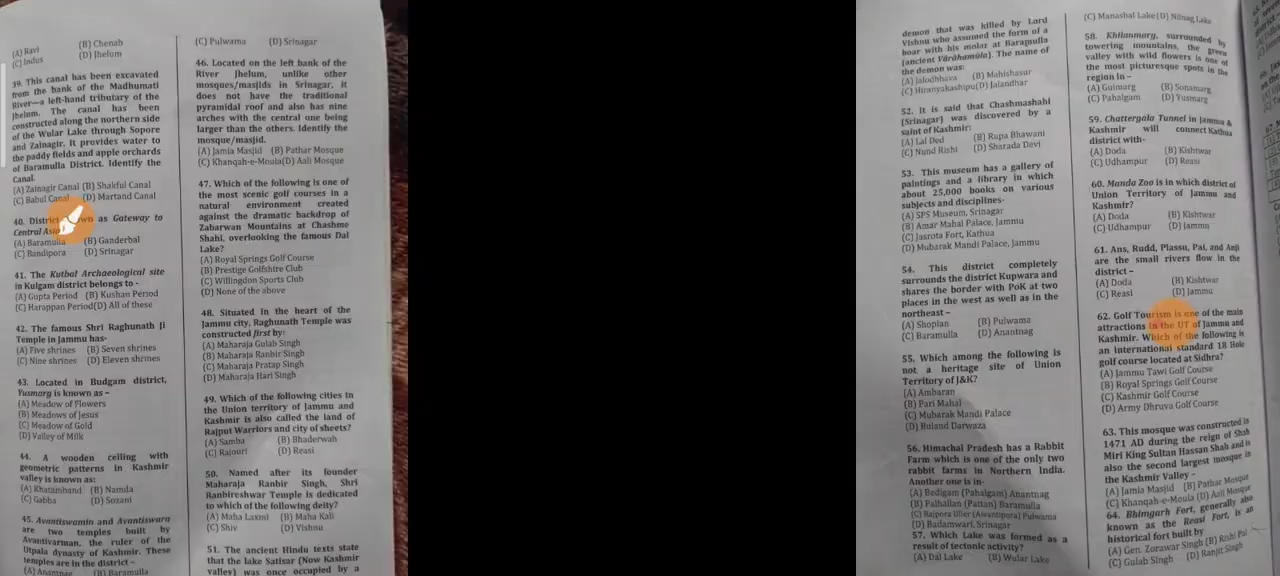 (A) Ravi (B) Chenab
(C) Indus (D) Jhelum
39. This canal has been excavated
from the bank of the Madhumati
River—a left-hand tributary of the
Jhelum. The canal has been
constructed along the northern side
of the Wular Lake through Sopore
and Zainagir. It provides water to
the paddy fields and apple orchards
of Baramulla District. Identify the
Canal.
(A) Zainagir Canal (B) Shakful Canal
(C) Babul Canal (D) Martand Canal
40. District as Gateway to
Central
(A) Baramulla (B) Ganderbal
(C) Bandipora (D) Srinagar
41. The Kutbal Archaeological site
in Kulgam district belongs to -
(A) Gupta Period (B) Kushan Period
(C) Harappan Period(D) All of these
42. The famous Shri Raghunath Ji
Temple in Jammu has-
(A) Five shrines (B) Seven shrines
(C) Nine shrines (D) Eleven shrines
43. Located in Budgam district,
Yusmarg is known as –
(A) Meadow of Flowers
(B) Meadows of Jesus
(C) Meadow of Gold
(D) Valley of Milk
44. A wooden ceiling with
geometric patterns in Kashmir
valley is known as:
(A) Khatamband (B) Namda
(C) Gabba (D) Sozani
45. Avantiswamin and Avantiswara
are two temples built by
Avantivarman, the ruler of the
Utpala dynasty of Kashmir. These
temples are in the district –
(A) Anantnag (B) Baramulla
(C) Pulwama (D) Srinagar
46. Located on the left bank of the
River Jhelum, unlike other
mosques/masjids in Srinagar, it
does not have the traditional
pyramidal roof and also has nine
arches with the central one being
larger than the others. Identify the
mosque/masjid.
(A) Jamia Masjid (B) Pathar Mosque
(C) Khanqah-e-Moula(D) Aali Mosque
47. Which of the following is one of
the most scenic golf courses in a
natural environment created
against the dramatic backdrop of
Zabarwan Mountains at Chashme
Shahi, overlooking the famous Dal
Lake?
(A) Royal Springs Golf Course
(B) Prestige Golfshire Club
(C) Willingdon Sports Club
(D) None of the above
48. Situated in the heart of the
Jammu city, Raghunath Temple was
constructed first by:
(A) Maharaja Gulab Singh
(B) Maharaja Ranbir Singh
(C) Maharaja Pratap Singh
(D) Maharaja Hari Singh
49. Which of the following cities in
the Union territory of Jammu and
Kashmir is also called the land of
Rajput Warriors and city of sheets?
(A) Samba (B) Bhaderwah
(C) Rajouri (D) Reasi
50. Named after its founder
Maharaja Ranbir Singh, Shri
Ranbireshwar Temple is dedicated
to which of the following deity?
(A) Maha Laxmi (B) Maha Kali
(C) Shiv (D) Vishnu
51. The ancient Hindu texts state
that the lake Satisar (Now Kashmir
valley) was once occupied by a
demon that was killed by Lord
Vishnu who assumed the form of a
boar with his molar at Baramulla
(ancient Vārāhamūla). The name of
the demon was:
(A) Jalodbhava (B) Mahishasur
(C) Hiranyakashipu(D) Jalandhar
52. It is said that Chashmashahi
(Srinagar) was discovered by a
saint of Kashmir:
(A) Lal Ded (B) Rupa Bhawani
(C) Nund Rishi (D) Sharada Devi
53. This museum has a gallery of
paintings and a library in which
about 25,000 books on various
subjects and disciplines-
(A) SPS Museum, Srinagar
(B) Amar Mahal Palace, Jammu
(C) Jasrota Fort, Kathua
(D) Mubarak Mandi Palace, Jammu
54. This district completely
surrounds the district Kupwara and
shares the border with PoK at two
places in the west as well as in the
northeast –
(A) Shopian (B) Pulwama
(C) Baramulla (D) Anantnag
55. Which among the following is
not a heritage site of Union
Territory of J&K?
(A) Ambaran
(B) Pari Mahal
(C) Mubarak Mandi Palace
(D) Buland Darwaza
56. Himachal Pradesh has a Rabbit
Farm which is one of the only two
rabbit farms in Northern India.
Another one is in-
(A) Bedigam (Pahalgam) Anantnag
(B) Palhallan (Pattan) Baramulla
(C) Rajpora Uller (Awantipora) Pulwama
(D) Badamwari, Srinagar
57. Which Lake was formed as a
result of tectonic activity?
(A) Dal Lake (B) Wular Lake
(C) Manasbal Lake(D) Nilnag Lake
58. Khilanmarg, surrounded by
towering mountains, the green
valley with wild flowers is one of
the most picturesque spots in the
region in –
(A) Gulmarg (B) Sonamarg
(C) Pahalgam (D) Yusmarg
59. Chattergala Tunnel in Jammu &
Kashmir will connect Kathua
district with-
(A) Doda (B) Kishtwar
(C) Udhampur (D) Reasi
60. Manda Zoo is in which district of
Union Territory of Jammu and
Kashmir?
(A) Doda (B) Kishtwar
(C) Udhampur (D) Jammu
61. Ans, Rudd, Plassu, Pai, and Anji
are the small rivers flow in the
district –
(A) Doda (B) Kishtwar
(C) Reasi (D) Jammu
62. Golf Tourism is one of the main
attractions in the UT of Jammu and
Kashmir. Which of the following is
an international standard 18 Hole
golf course located at Sidhra?
(A) Jammu Tawi Golf Course
(B) Royal Springs Golf Course
(C) Kashmir Golf Course
(D) Army Dhruva Golf Course
63. This mosque was constructed in
1471 AD during the reign of Shah
Miri King Sultan Hassan Shah and is
also the second largest mosque in
the Kashmir Valley –
(A) Jamia Masjid (B) Pathar Mosque
(C) Khanqah-e-Moula (D) Aali Mosque
64. Bhimgarh Fort, generally also
known as the Reasi Fort, is an
historical fort built by
(A) Gen. Zorawar Singh (B) Rishi Pal
(C) Gulab Singh (D) Ranjit Singh